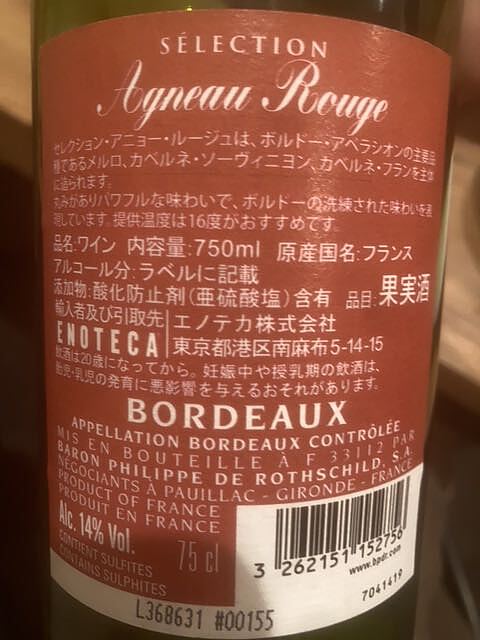 SÉLECTION
Agneau Rouge
セレクション・アニョー・ルージュは、ボルドー・アペラシオンの主要品
種であるメルロ、カベルネ・ソーヴィニヨン、カベルネ・フランを主体
に造られます。
丸みがありパワフルな味わいで、ボルドーの洗練された味わいを
現しています。提供温度は16度がおすすめです。
品名:ワイン 内容量:750ml 原産国名:フランス
アルコール分:ラベルに記載
添加物:酸化防止剤(亜硫酸塩)含有 品目:果実酒
輸入者及び引取先 エノテカ株式会社
ENOTECA 東京都港区南麻布5-14-15
飲酒は20歳になってから。妊娠中や授乳期の飲酒は、
胎児・乳児の発育に悪影響を与えるおそれがあります。
BORDEAUX
APPELLATION BORDEAUX CONTRÔLÉE
MIS EN BOUTEILLE À F 33112 PAR
BARON PHILIPPE DE ROTHSCHILD, S.A.
NÉGOCIANTS À PAUILLAC - GIRONDE - FRANCE
PRODUCT OF FRANCE
PRODUIT EN FRANCE
Alc. 14% Vol.
75 cl
CONTIENT SULFITES
CONTAINS SULPHITES
3 262151 152756
www.bpdr.com
7041419
L368631 #00155